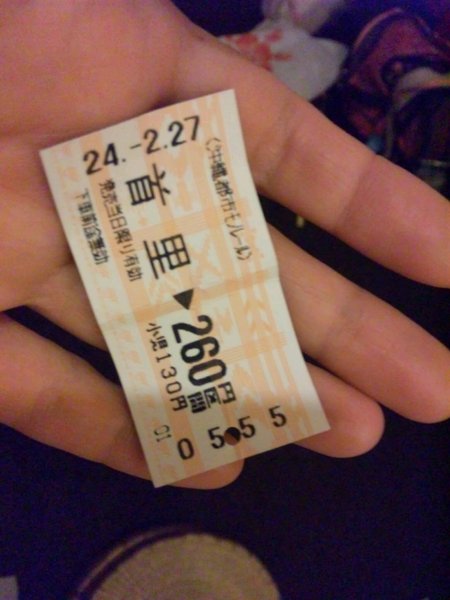 〈沖縄都市モノレール〉
24.-2.27
首里▶260円区間
発売当日限り有効 小児130円
下車前途無効
01
0555